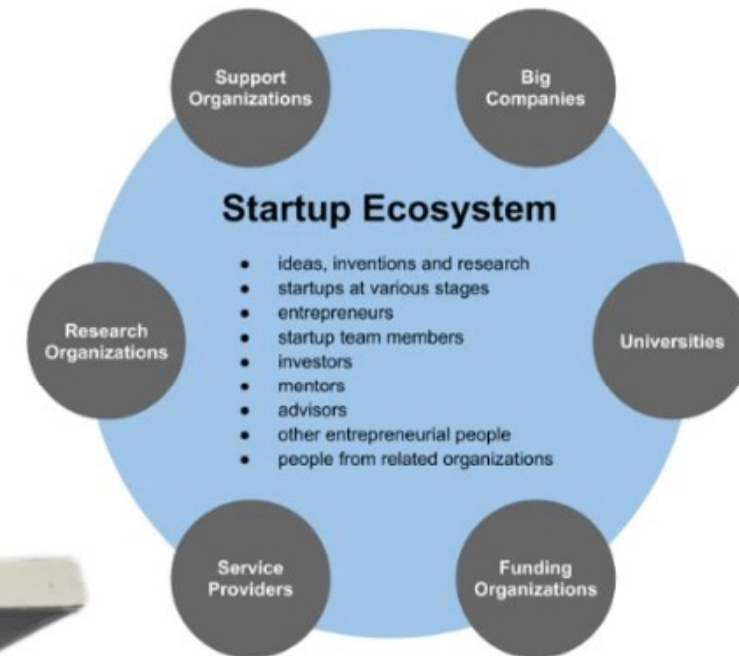 Support
Organizations
Big
Companies
Startup Ecosystem
● ideas, inventions and research
● startups at various stages
● entrepreneurs
● startup team members
● investors
● mentors
● advisors
● other entrepreneurial people
● people from related organizations
Research
Organizations
Universities
Service
Providers
Funding
Organizations